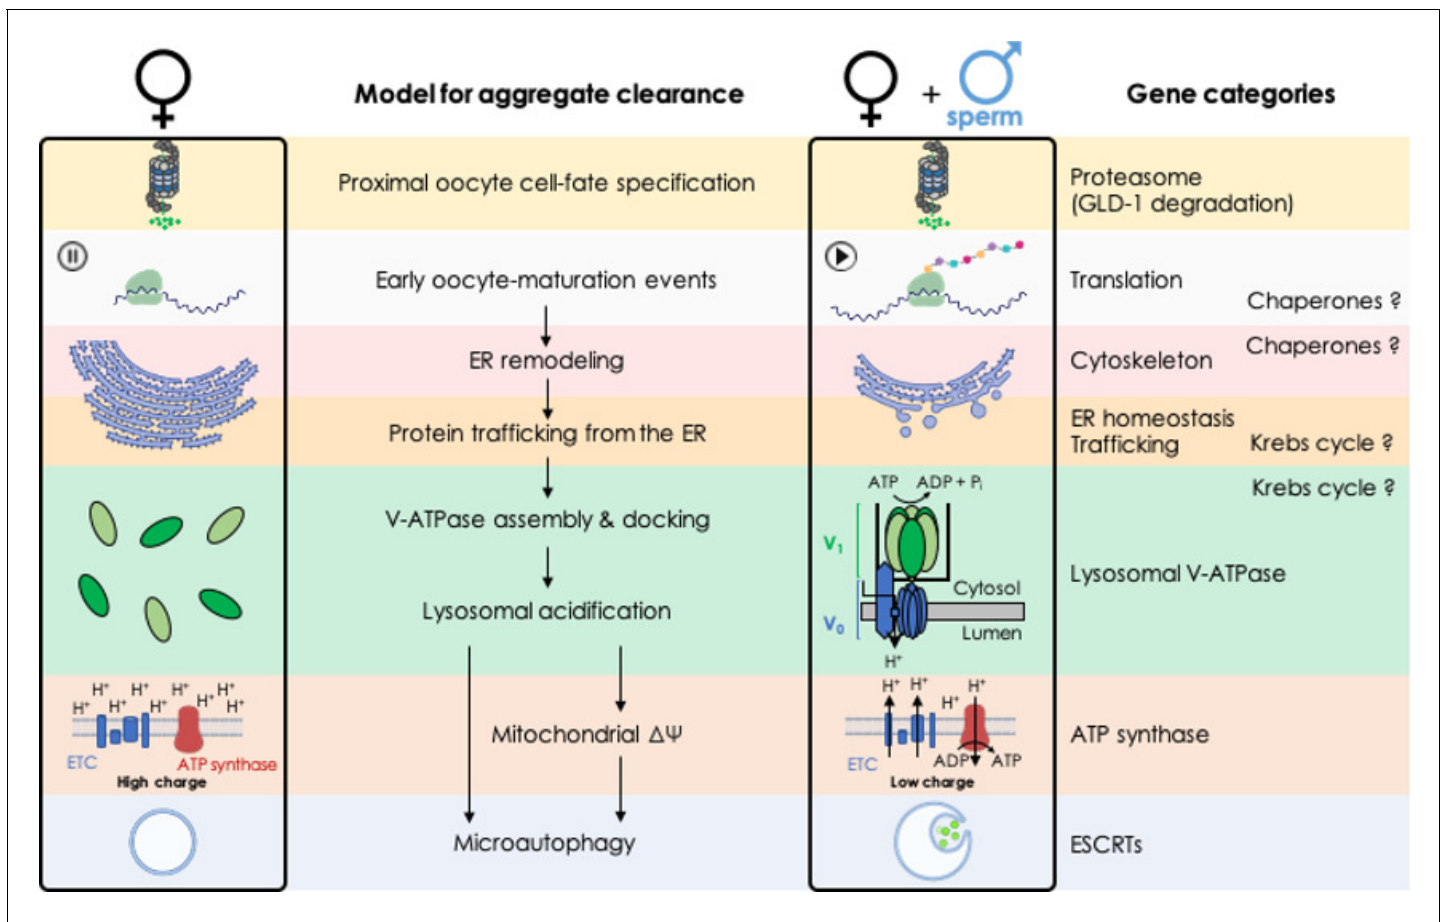 Model for aggregate clearance
+
sperm
Gene categories
Proximal oocyte cell-fate specification
Proteasome
(GLD-1 degradation)
Early oocyte-maturation events
Translation
Chaperones ?
ER remodeling
Chaperones ?
Cytoskeleton
Protein trafficking from the ER
ER homeostasis
Trafficking
Krebs cycle ?
Krebs cycle ?
V-ATPase assembly & docking
ATP
ADP + Pi
V1
Cytosol
V0
Lumen
H+
Lysosomal V-ATPase
Lysosomal acidification
H+ H+ H+ H+
H+ H+ H+ H+ H+
ETC
ATP synthase
High charge
Mitochondrial ΔΨ
H+ H+ H+ H+
ETC
ADP ATP
Low charge
ATP synthase
Microautophagy
ESCRTs